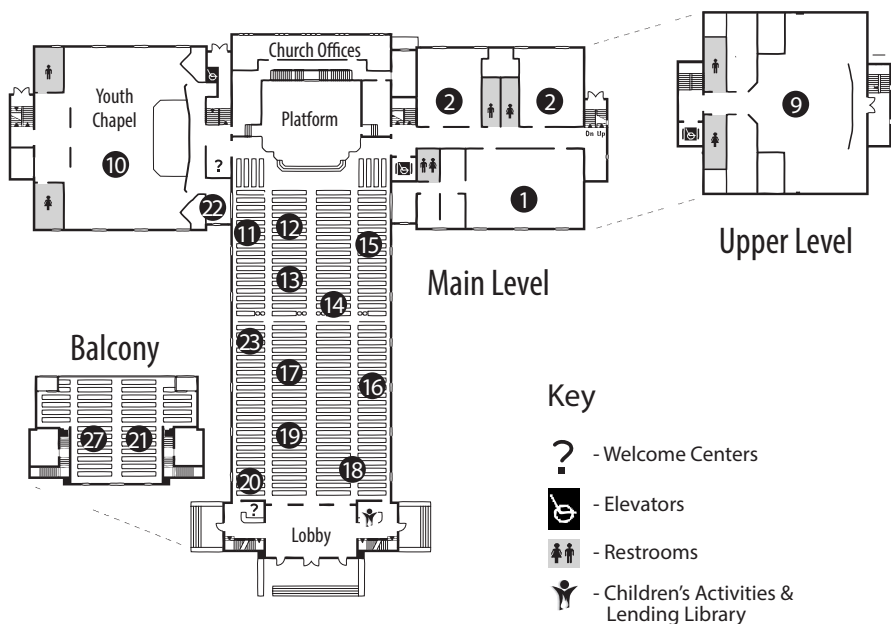 Church Offices
Youth
Chapel
Platform
2
2
Dn Up
9
10
?
22
1
Upper Level
11
12
15
13
Main Level
14
23
Balcony
17
16
27
21
19
18
20
?
Lobby
Key
? - Welcome Centers
- Elevators
- Restrooms
- Children's Activities &
Lending Library